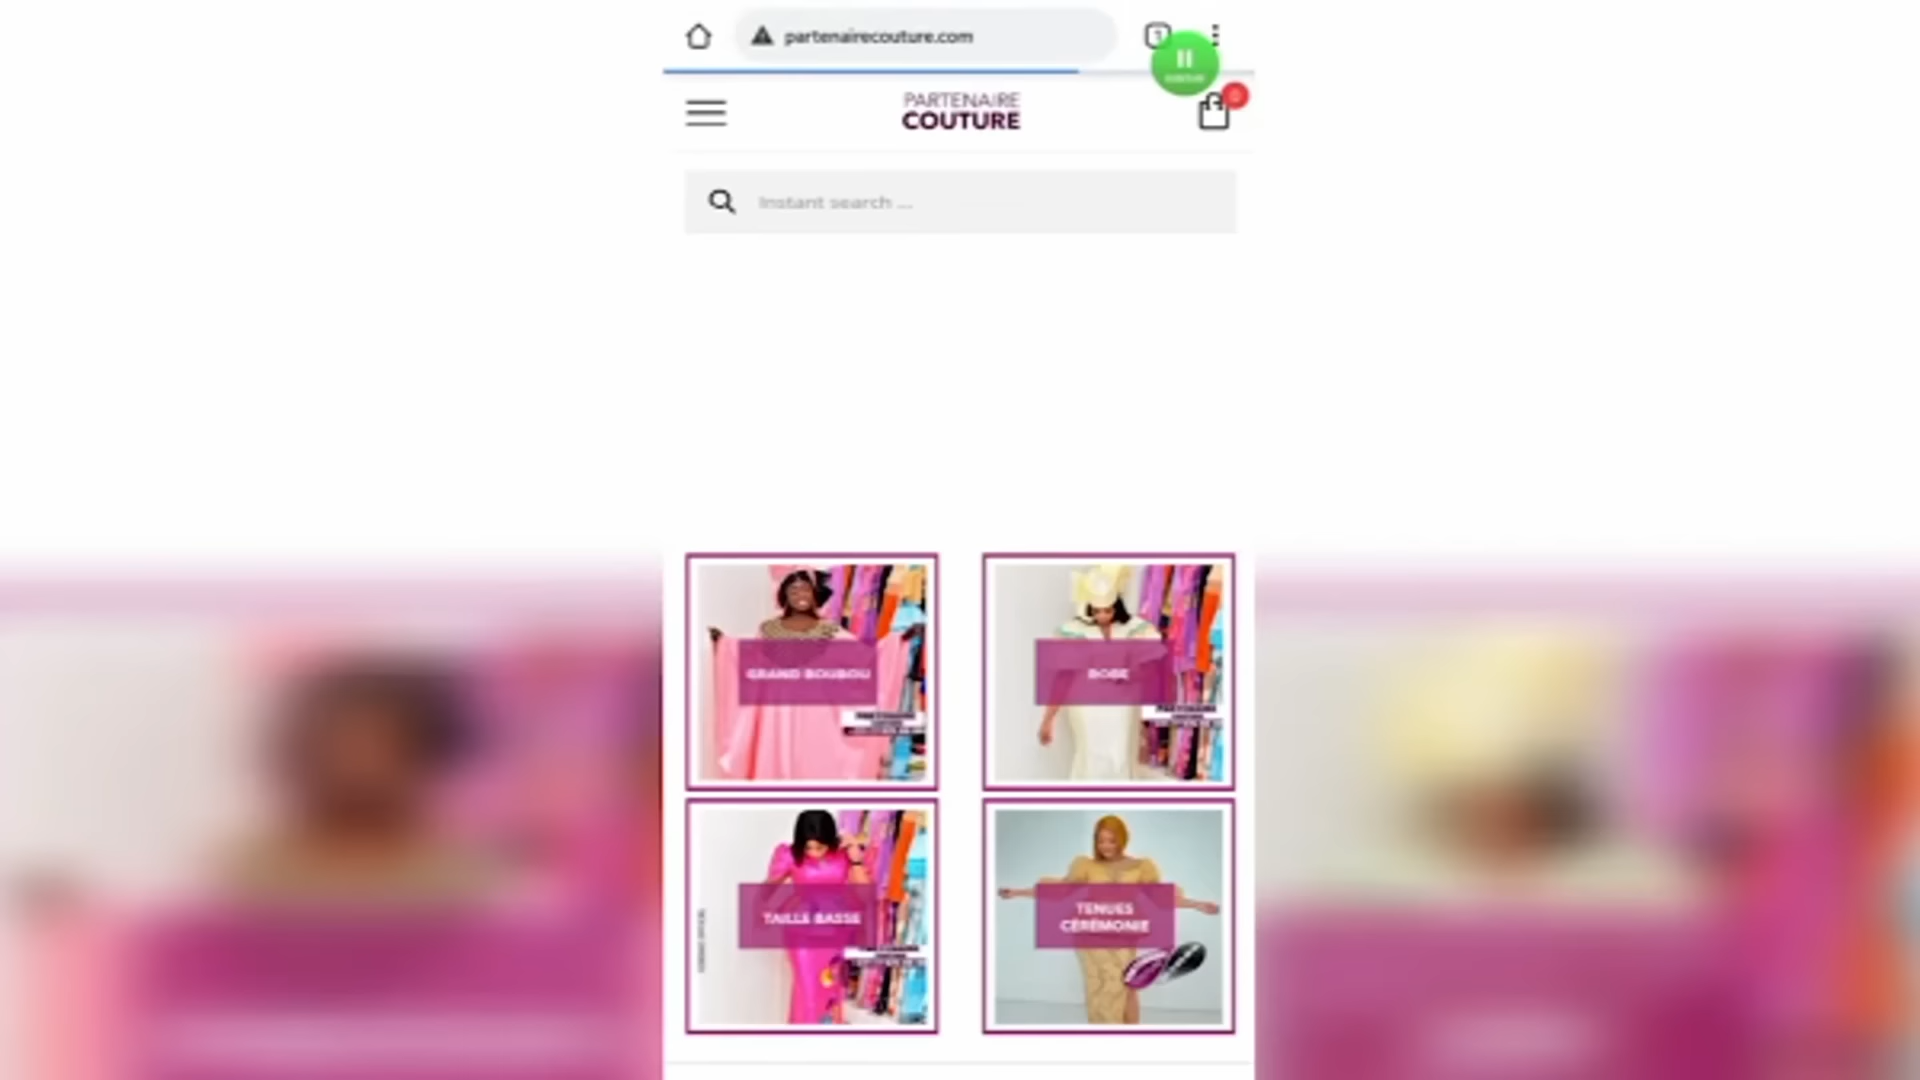 partenairecouture.com
PARTENAIRE
COUTURE
Instant search ...
GRAND BOUBOU
ROBE
TAILLE BASSE
TENUES
CÉRÉMONIE